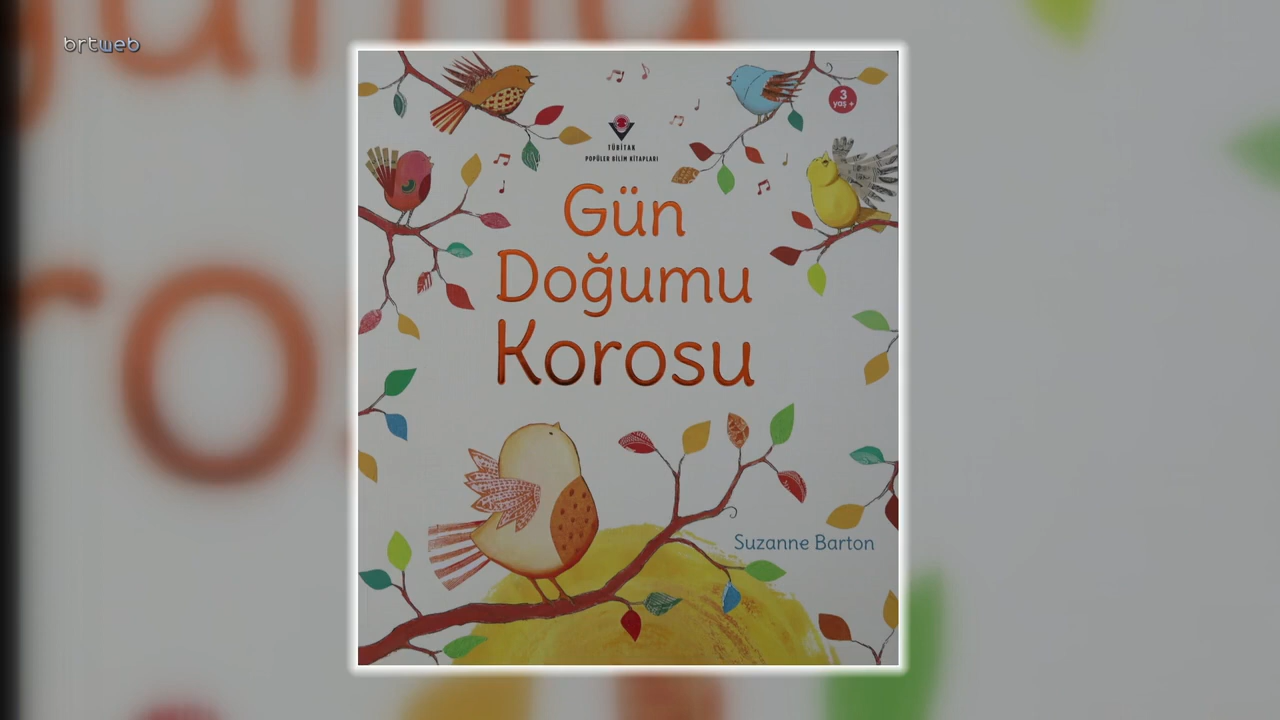 brtweb
3
yaş +
TÜBİTAK
POPÜLER BİLİM KİTAPLARI
Gün
Doğumu
Korosu
Suzanne Barton